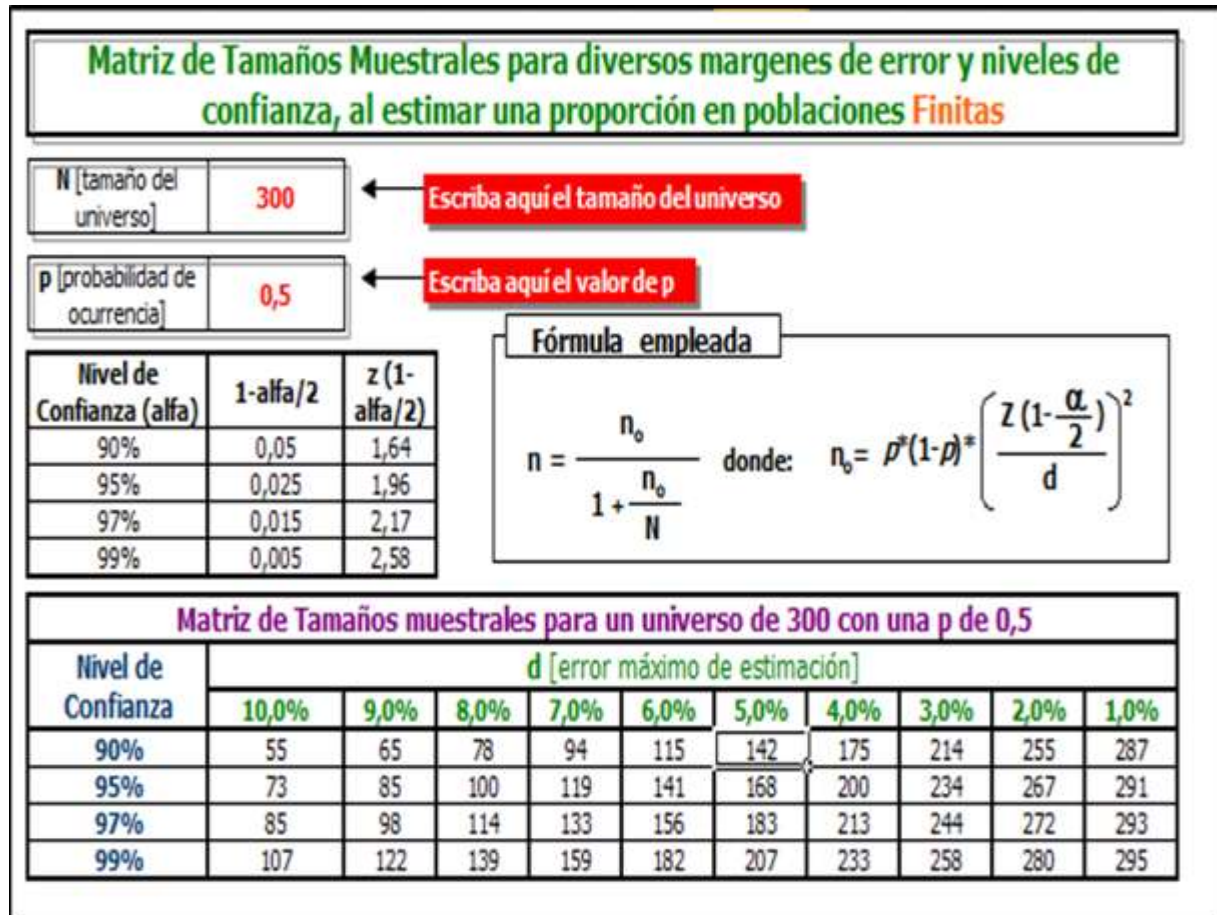 Matriz de Tamaños Muestrales para diversos margenes de error y niveles de
confianza, al estimar una proporción en poblaciones Finitas
N [tamaño del
universo]
300
Escriba aquí el tamaño del universo
p [probabilidad de
ocurrencia]
0,5
Escriba aquí el valor de p
Nivel de
Confianza (alfa)
1-alfa/2
z (1-
alfa/2)
90% 0,05 1,64
95% 0,025 1,96
97% 0,015 2,17
99% 0,005 2,58
Fórmula empleada
n = n₀ / (1 + n₀/N) donde: n₀ = p*(1-p)* (Z (1-α/2) / d)²
Matriz de Tamaños muestrales para un universo de 300 con una p de 0,5
Nivel de
Confianza
d [error máximo de estimación]
10,0% 9,0% 8,0% 7,0% 6,0% 5,0% 4,0% 3,0% 2,0% 1,0%
90% 55 65 78 94 115 142 175 214 255 287
95% 73 85 100 119 141 168 200 234 267 291
97% 85 98 114 133 156 183 213 244 272 293
99% 107 122 139 159 182 207 233 258 280 295